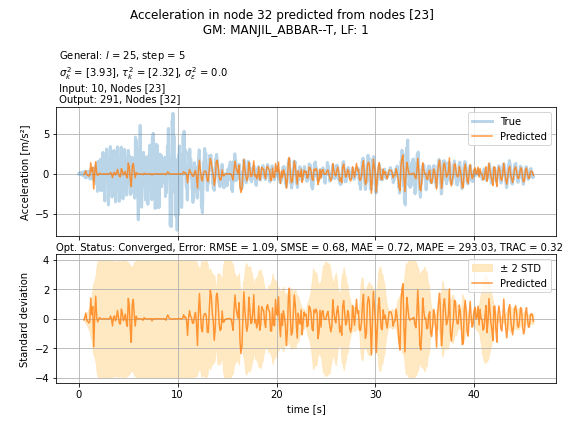 Acceleration in node 32 predicted from nodes [23]
GM: MANJIL_ABBAR--T, LF: 1
General: l = 25, step = 5
σ²ₖ = [3.93], τ²ₖ = [2.32], σ²_ε = 0.0
Input: 10, Nodes [23]
Output: 291, Nodes [32]
Acceleration [m/s²]
5
0
−5
True
Predicted
Opt. Status: Converged, Error: RMSE = 1.09, SMSE = 0.68, MAE = 0.72, MAPE = 293.03, TRAC = 0.32
Standard deviation
4
2
0
−2
−4
± 2 STD
Predicted
0 10 20 30 40
time [s]